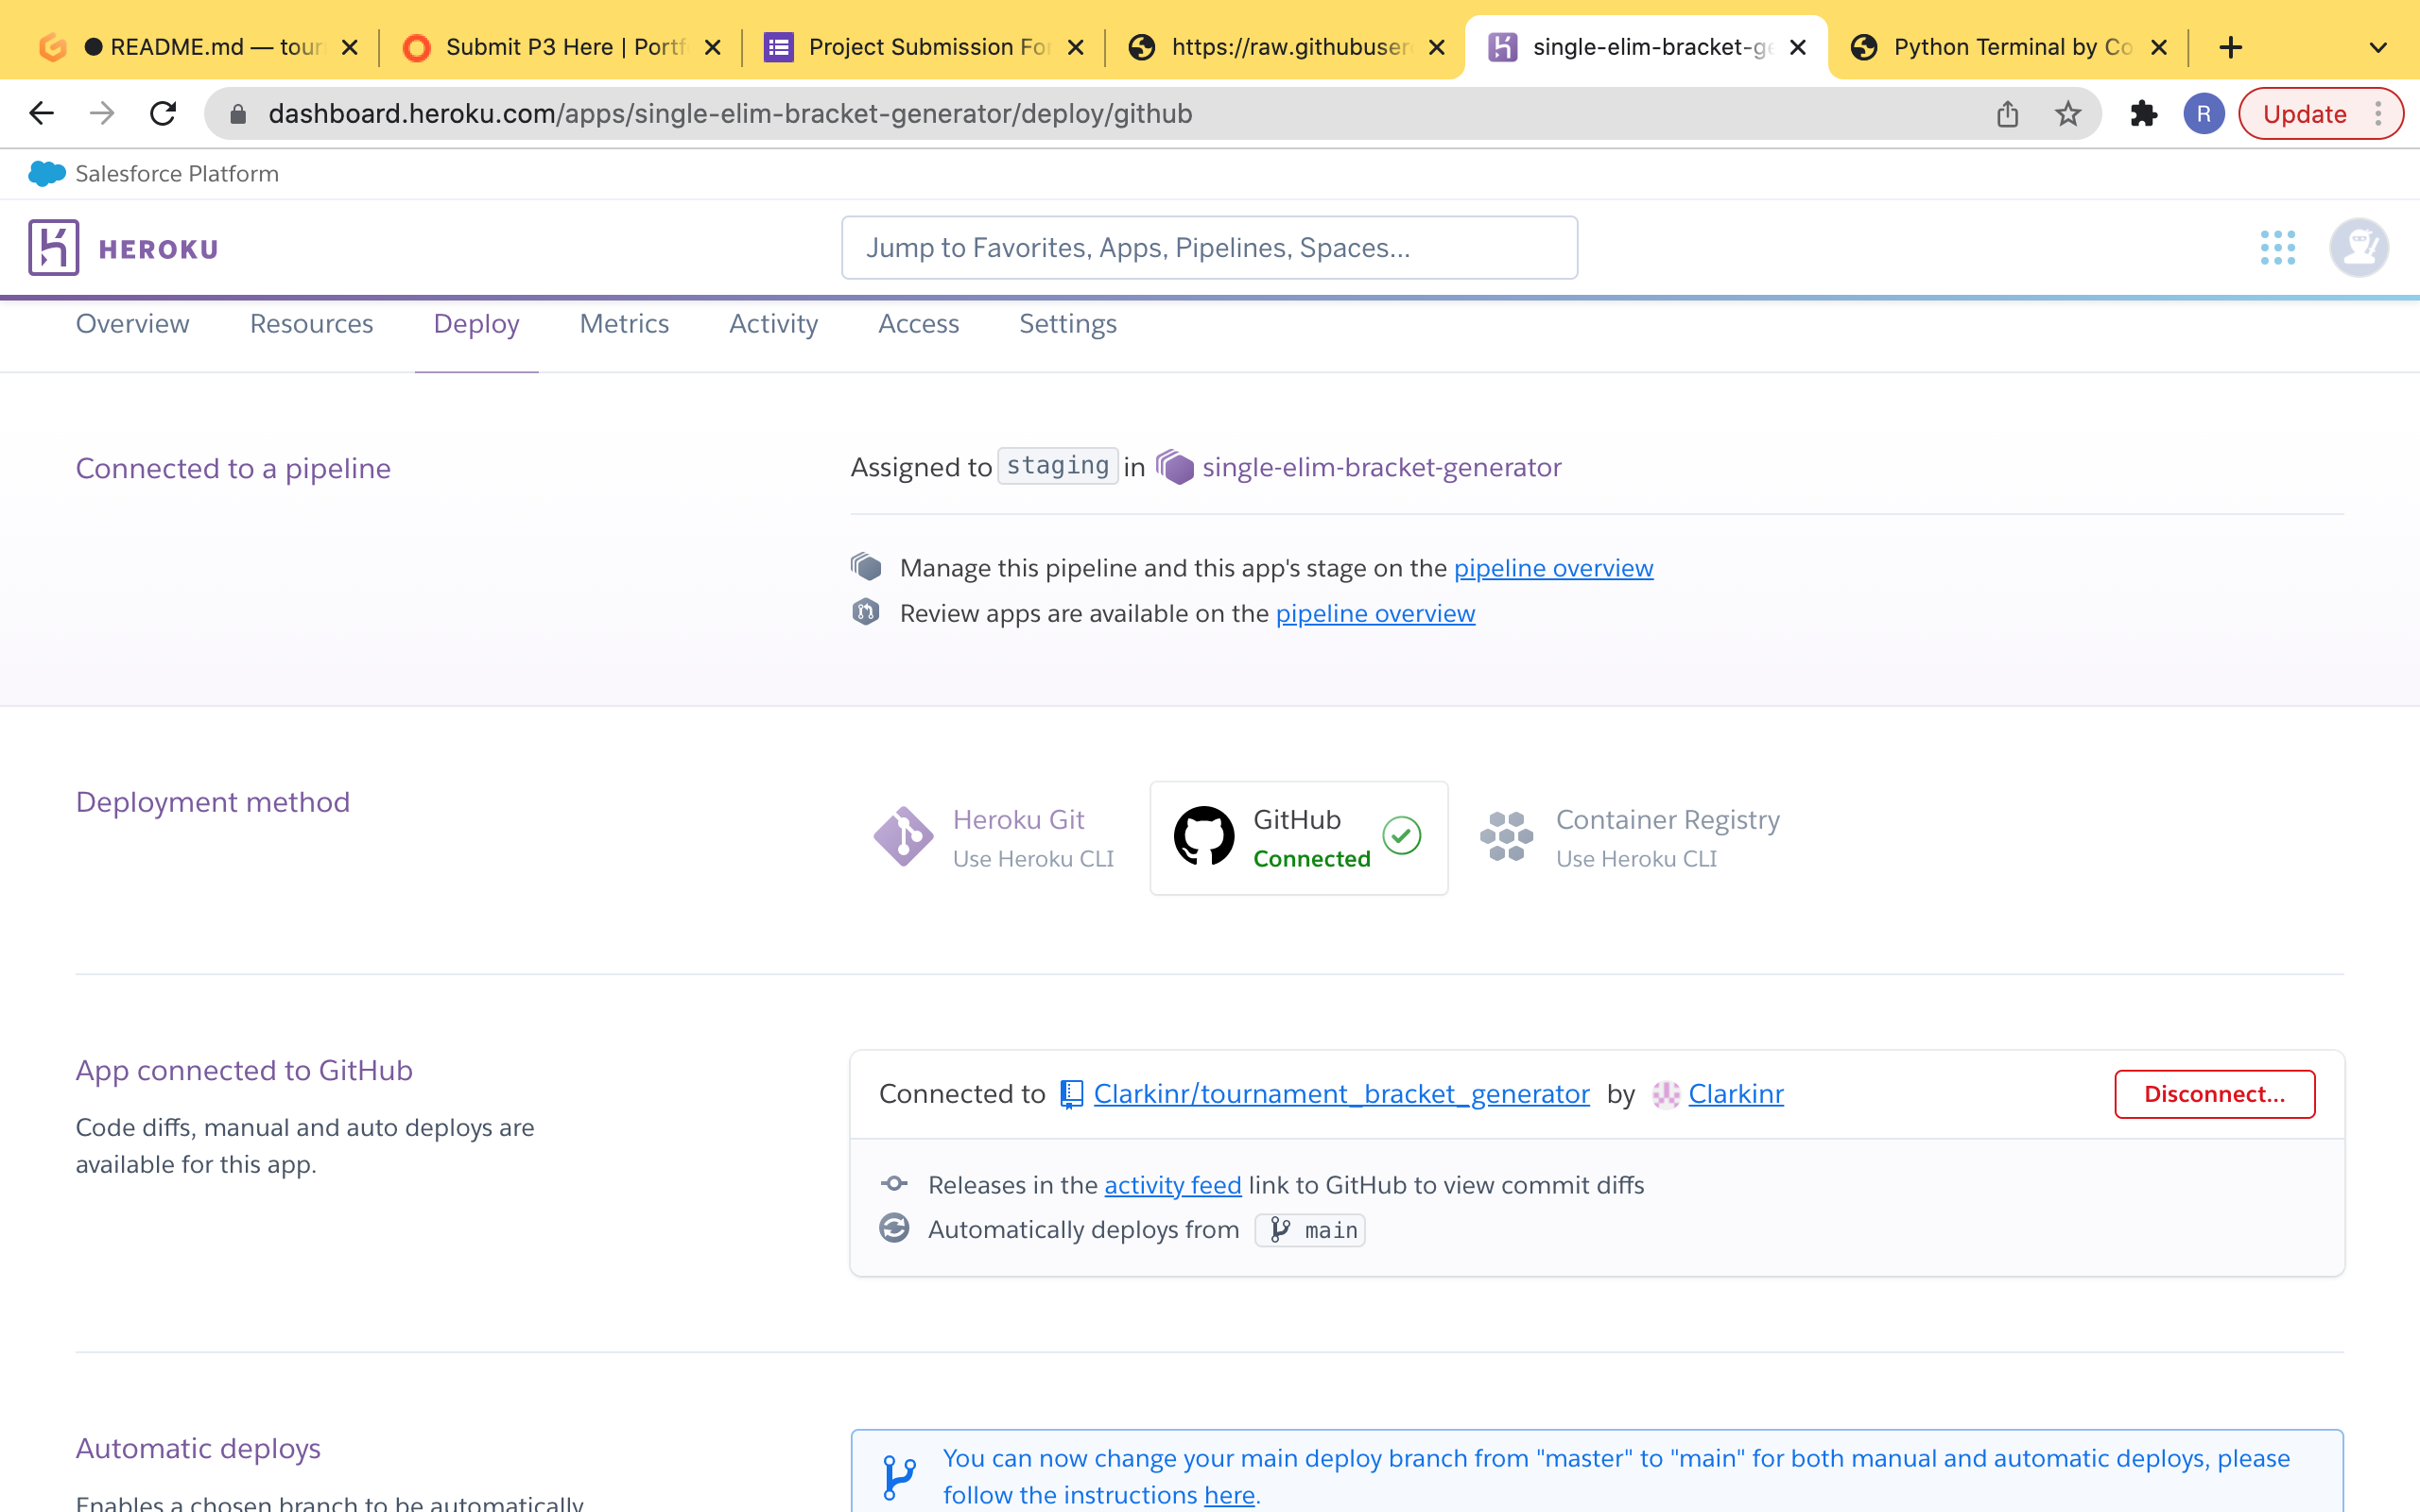 README.md — tour
Submit P3 Here | Portf
Project Submission For
https://raw.githubuser
single-elim-bracket-ge
Python Terminal by Co
dashboard.heroku.com/apps/single-elim-bracket-generator/deploy/github
R
Update
Salesforce Platform
HEROKU
Jump to Favorites, Apps, Pipelines, Spaces...
Overview
Resources
Deploy
Metrics
Activity
Access
Settings
Connected to a pipeline
Assigned to staging in single-elim-bracket-generator
Manage this pipeline and this app's stage on the pipeline overview
Review apps are available on the pipeline overview
Deployment method
Heroku Git
Use Heroku CLI
GitHub
Connected
Container Registry
Use Heroku CLI
App connected to GitHub
Code diffs, manual and auto deploys are
available for this app.
Connected to Clarkinr/tournament_bracket_generator by Clarkinr
Disconnect...
Releases in the activity feed link to GitHub to view commit diffs
Automatically deploys from main
Automatic deploys
Enables a chosen branch to be automatically
You can now change your main deploy branch from "master" to "main" for both manual and automatic deploys, please
follow the instructions here.